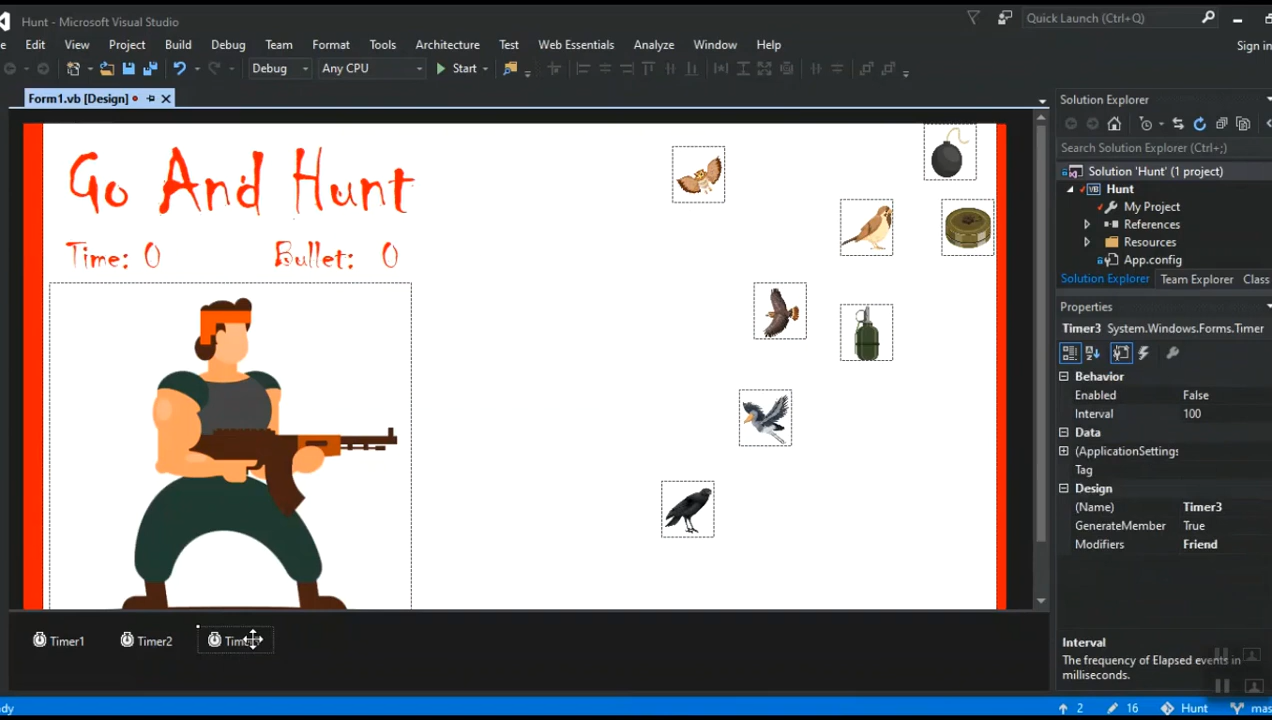 Hunt - Microsoft Visual Studio
Quick Launch (Ctrl+Q)
Edit View Project Build Debug Team Format Tools Architecture Test Web Essentials Analyze Window Help
Sign in
Debug Any CPU Start
Form1.vb [Design]
Go And Hunt
Time: 0 Bullet: 0
Timer1 Timer2
Solution Explorer
Search Solution Explorer (Ctrl+;)
Solution 'Hunt' (1 project)
VB Hunt
My Project
References
Resources
App.config
Solution Explorer Team Explorer Class
Properties
Timer3 System.Windows.Forms.Timer
Behavior
Enabled False
Interval 100
Data
(ApplicationSettings
Tag
Design
(Name) Timer3
GenerateMember True
Modifiers Friend
Interval
The frequency of Elapsed events in
milliseconds.
2 16 Hunt